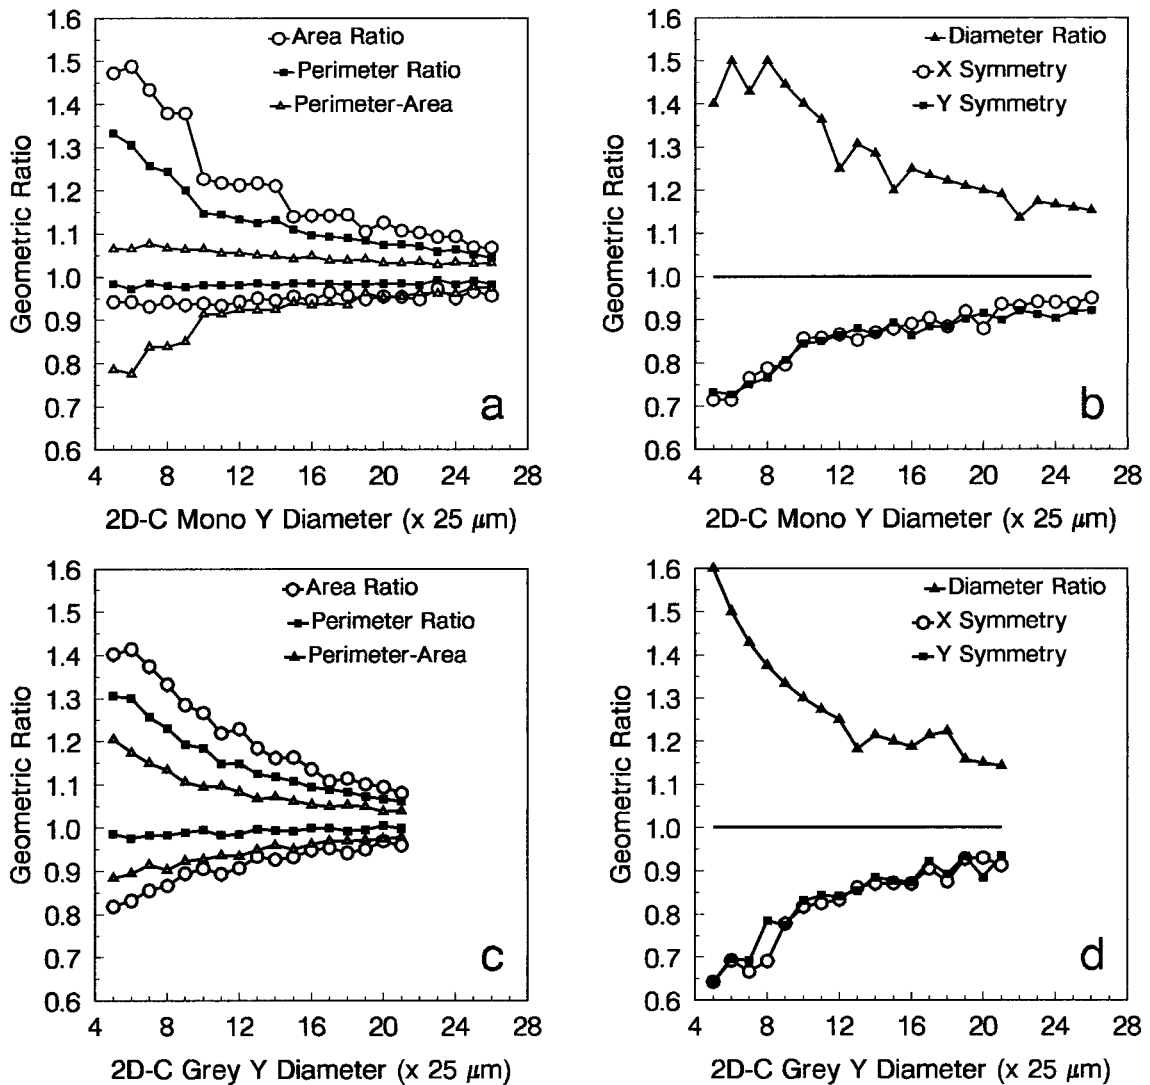 Geometric Ratio
1.6
1.5
1.4
1.3
1.2
1.1
1.0
0.9
0.8
0.7
0.6
Area Ratio
Perimeter Ratio
Perimeter-Area
a
4 8 12 16 20 24 28
2D-C Mono Y Diameter (x 25 μm)
Geometric Ratio
1.6
1.5
1.4
1.3
1.2
1.1
1.0
0.9
0.8
0.7
0.6
Diameter Ratio
X Symmetry
Y Symmetry
b
4 8 12 16 20 24 28
2D-C Mono Y Diameter (x 25 μm)
Geometric Ratio
1.6
1.5
1.4
1.3
1.2
1.1
1.0
0.9
0.8
0.7
0.6
Area Ratio
Perimeter Ratio
Perimeter-Area
c
4 8 12 16 20 24 28
2D-C Grey Y Diameter (x 25 μm)
Geometric Ratio
1.6
1.5
1.4
1.3
1.2
1.1
1.0
0.9
0.8
0.7
0.6
Diameter Ratio
X Symmetry
Y Symmetry
d
4 8 12 16 20 24 28
2D-C Grey Y Diameter (x 25 μm)